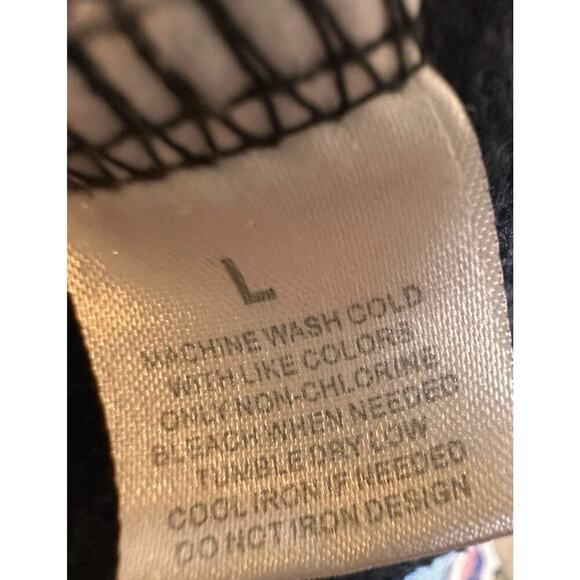 L
MACHINE WASH COLD
WITH LIKE COLORS
ONLY NON-CHLORINE
BLEACH WHEN NEEDED
TUMBLE DRY LOW
COOL IRON IF NEEDED
DO NOT IRON DESIGN